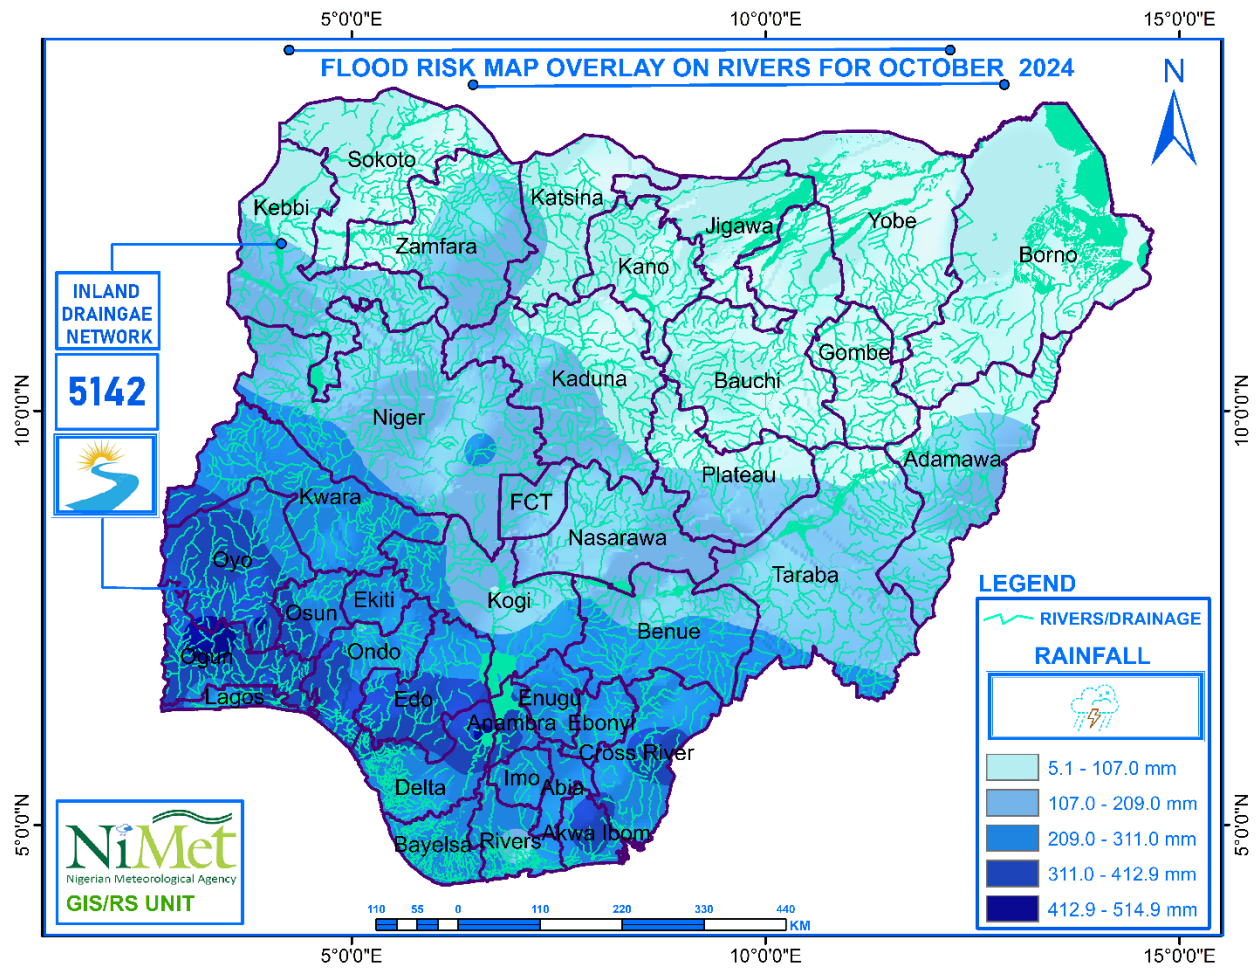 5°0'0"E
10°0'0"E
15°0'0"E
FLOOD RISK MAP OVERLAY ON RIVERS FOR OCTOBER 2024
N
Sokoto
Kebbi
Katsina
Zamfara
Jigawa
Yobe
Kano
Borno
INLAND
DRAINGAE
NETWORK
5142
10°0'0"N
10°0'0"N
Gombe
Kaduna
Bauchi
Niger
Plateau
Adamawa
Kwara
FCT
Nasarawa
Oyo
Taraba
Kogi
Osun
Ekiti
Benue
Ogun
Ondo
Lagos
Edo
Enugu
Anambra
Ebonyi
Cross River
Delta
Imo
Abia
Bayelsa
Rivers
Akwa Ibom
LEGEND
RIVERS/DRAINAGE
RAINFALL
5.1 - 107.0 mm
107.0 - 209.0 mm
209.0 - 311.0 mm
311.0 - 412.9 mm
412.9 - 514.9 mm
5°0'0"N
5°0'0"N
NiMet
Nigerian Meteorological Agency
GIS/RS UNIT
110 55 0 110 220 330 440
KM
5°0'0"E
10°0'0"E
15°0'0"E